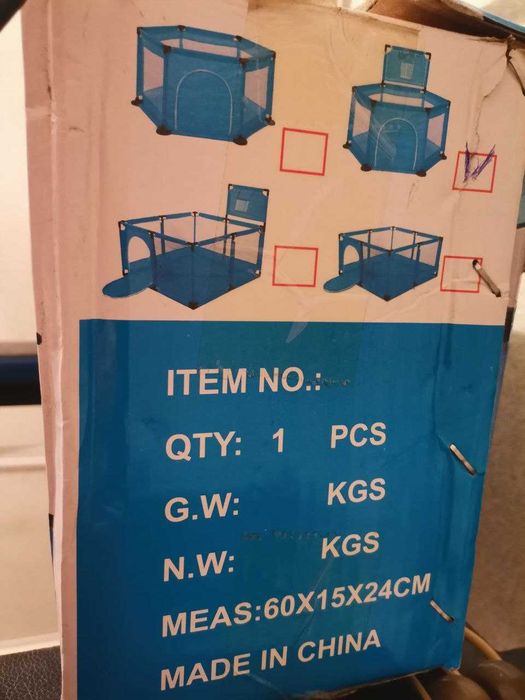 ITEM NO.:
QTY: 1 PCS
G.W: KGS
N.W: KGS
MEAS:60X15X24CM
MADE IN CHINA